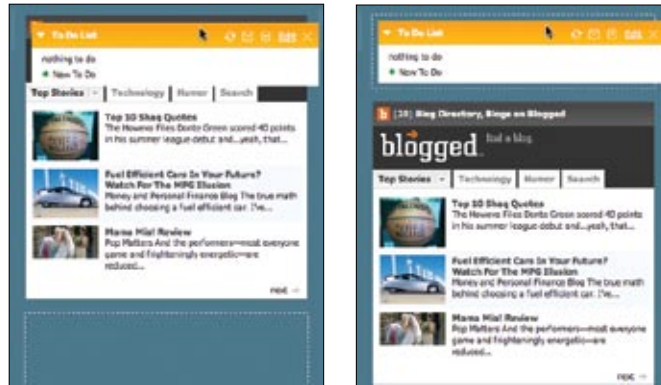 To Do List
Edit
nothing to do
New To Do
Top Stories
Technology
Humor
Search
Top 10 Shaq Quotes
The Howevs Files Donte Green scored 40 points
in his summer league debut and...yeah, that...
Fuel Efficient Cars In Your Future?
Watch For The MPG Illusion
Money and Personal Finance Blog The true math
behind choosing a fuel efficient car. I've...
Mama Mia! Review
Pop Matters And the performers—most everyone
game and frighteningly energetic—are
reduced...
next →
To Do List
Edit
nothing to do
New To Do
Blog Directory, Binge on Blogged
blogged
find a blog.
Top Stories
Technology
Humor
Search
Top 10 Shaq Quotes
The Howevs Files Donte Green scored 40 points
in his summer league debut and...yeah, that...
Fuel Efficient Cars In Your Future?
Watch For The MPG Illusion
Money and Personal Finance Blog The true math
behind choosing a fuel efficient car. I've...
Mama Mia! Review
Pop Matters And the performers—most everyone
game and frighteningly energetic—are
reduced...
next →